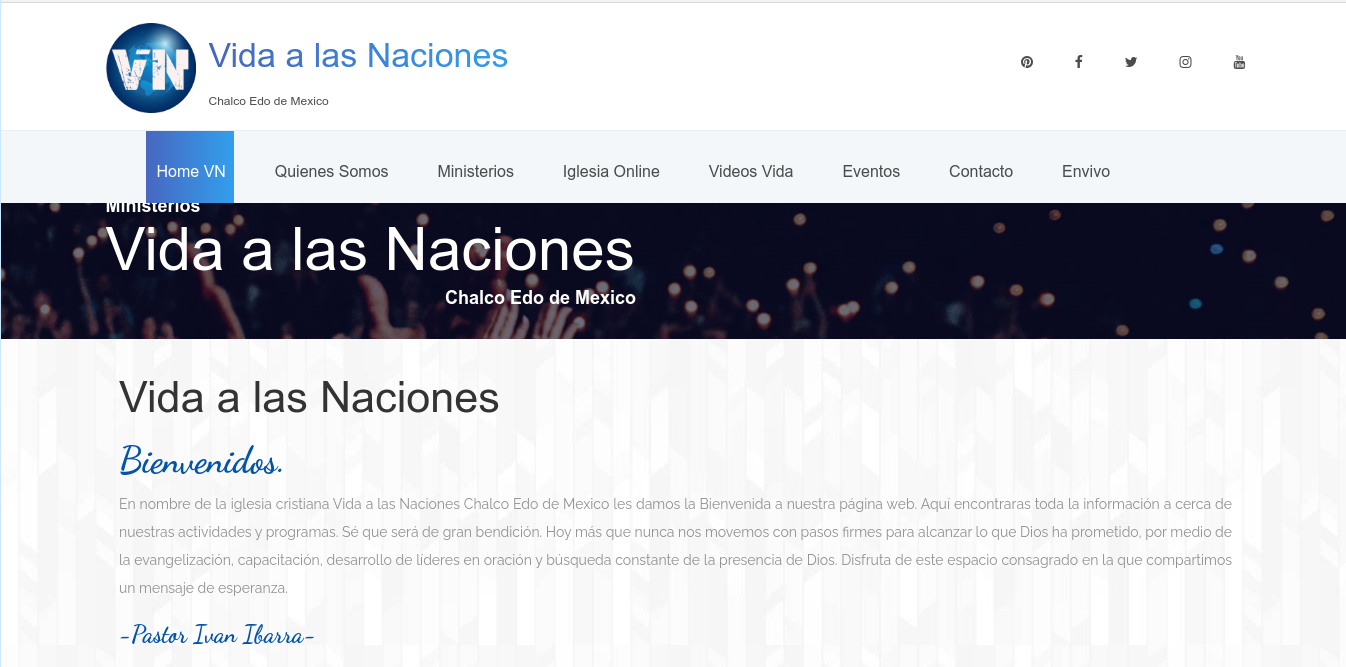 VN
Vida a las Naciones
Chalco Edo de Mexico
Home VN Quienes Somos Ministerios Iglesia Online Videos Vida Eventos Contacto Envivo
Ministerios
Vida a las Naciones
Chalco Edo de Mexico
Vida a las Naciones
Bienvenidos.
En nombre de la iglesia cristiana Vida a las Naciones Chalco Edo de Mexico les damos la Bienvenida a nuestra página web. Aquí encontraras toda la información a cerca de
nuestras actividades y programas. Sé que será de gran bendición. Hoy más que nunca nos movemos con pasos firmes para alcanzar lo que Dios ha prometido, por medio de
la evangelización, capacitación, desarrollo de líderes en oración y búsqueda constante de la presencia de Dios. Disfruta de este espacio consagrado en la que compartimos
un mensaje de esperanza.
-Pastor Ivan Ibarra-